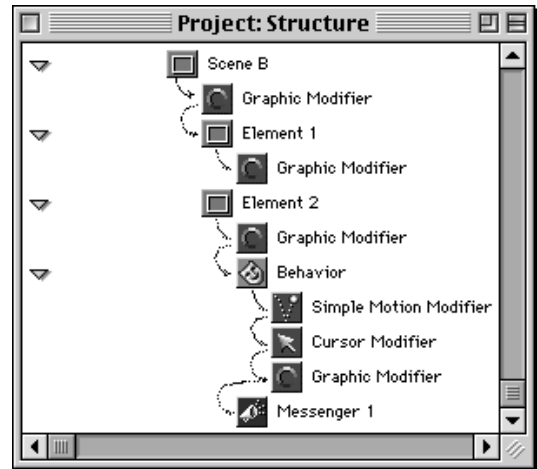 Project: Structure
Scene B
Graphic Modifier
Element 1
Graphic Modifier
Element 2
Graphic Modifier
Behavior
Simple Motion Modifier
Cursor Modifier
Graphic Modifier
Messenger 1